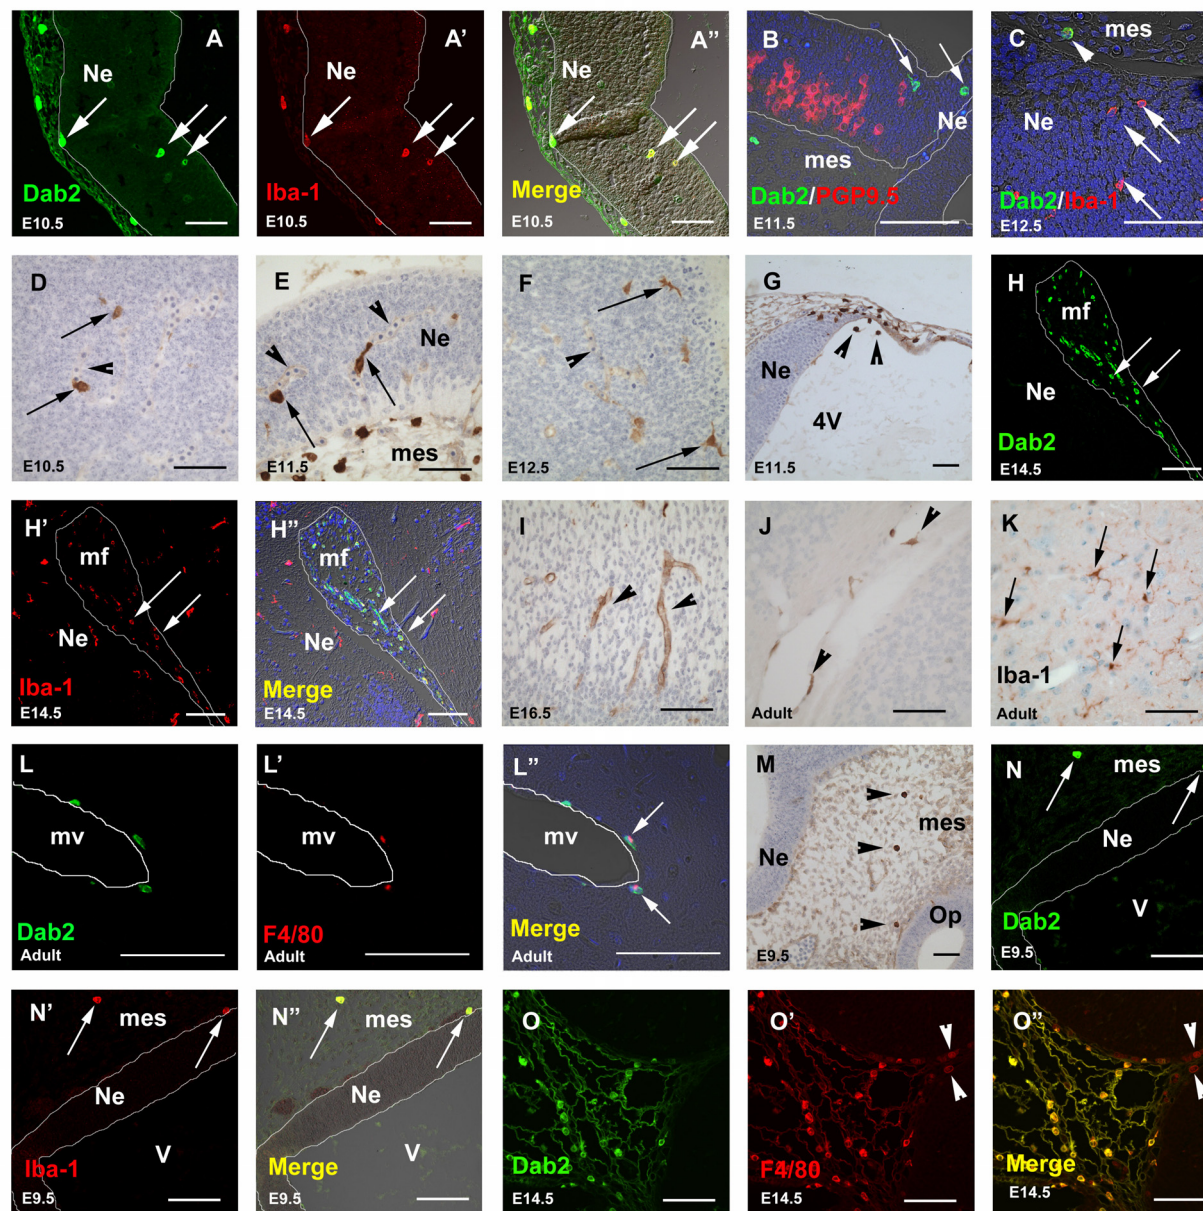 A
Ne
Dab2
E10.5
A'
Ne
Iba-1
E10.5
A"
Merge
E10.5
B
Ne
mes
Dab2/PGP9.5
E11.5
C
mes
Ne
Dab2/Iba-1
E12.5
D
E10.5
E
Ne
mes
E11.5
F
E12.5
G
Ne
4V
E11.5
H
mf
Ne
Dab2
E14.5
H'
mf
Ne
Iba-1
E14.5
H"
mf
Ne
Merge
E14.5
I
E16.5
J
Adult
K
Iba-1
Adult
L
mv
Dab2
Adult
L'
mv
F4/80
Adult
L"
mv
Merge
Adult
M
mes
Ne
Op
E9.5
N
mes
Ne
Dab2
V
E9.5
N'
mes
Ne
Iba-1
V
E9.5
N"
mes
Ne
Merge
V
E9.5
O
Dab2
E14.5
O'
F4/80
E14.5
O"
Merge
E14.5